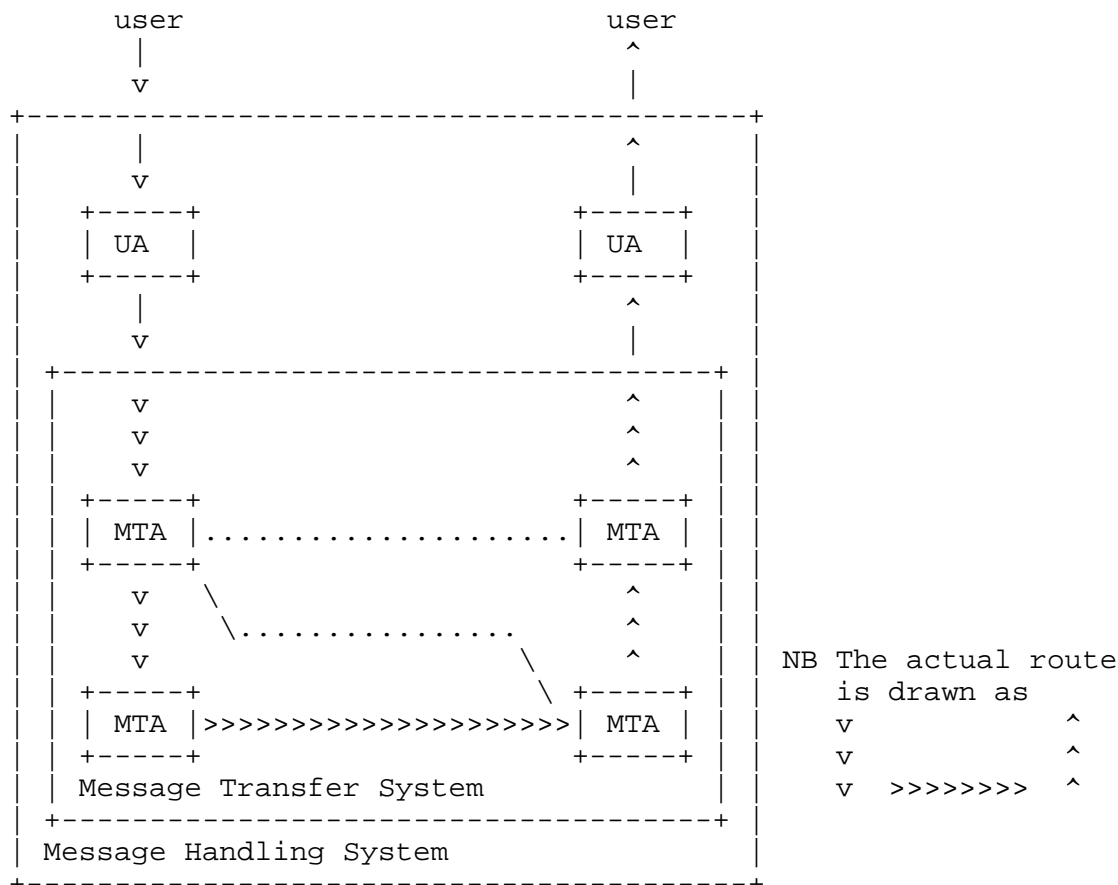 user user
UA UA
MTA MTA
NB The actual route
is drawn as
MTA >>>>>>>>>>>>>>>>>>>>> MTA
v ^
v ^
v >>>>>>>> ^
Message Transfer System
Message Handling System